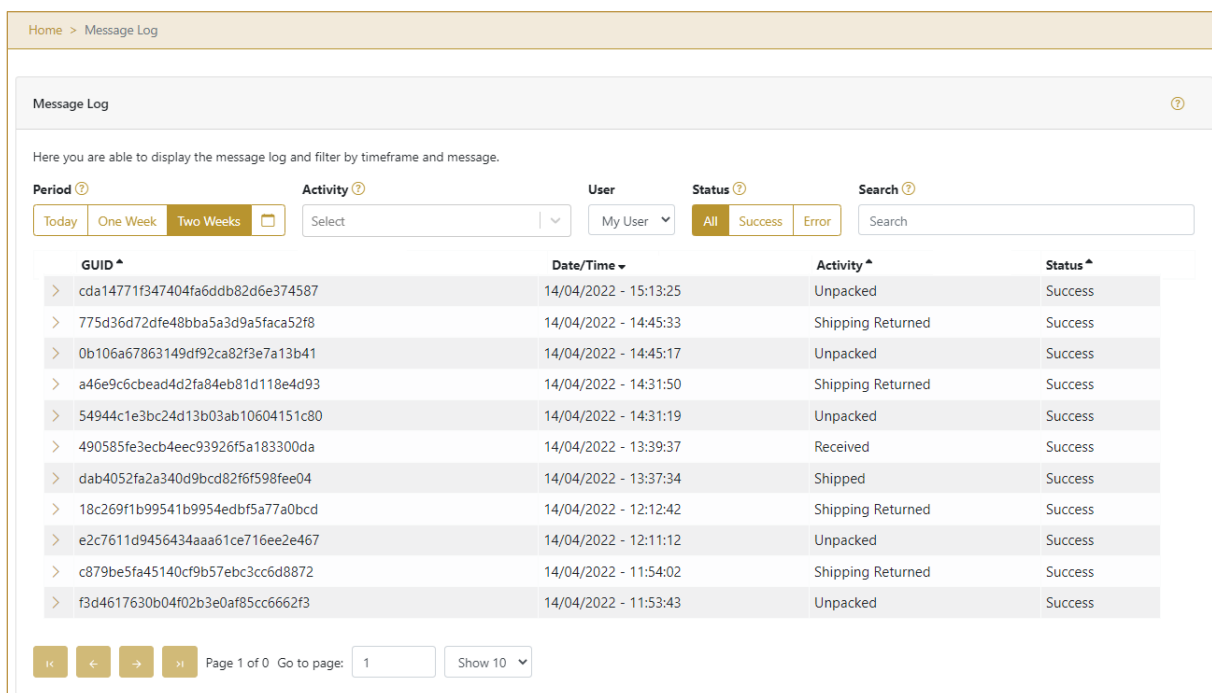 Home > Message Log
Message Log
Here you are able to display the message log and filter by timeframe and message.
Period Activity User Status Search
Today One Week Two Weeks Select My User All Success Error Search
GUID Date/Time Activity Status
cda14771f347404fa6ddb82d6e374587 14/04/2022 - 15:13:25 Unpacked Success
775d36d72dfe48bba5a3d9a5faca52f8 14/04/2022 - 14:45:33 Shipping Returned Success
0b106a67863149df92ca82f3e7a13b41 14/04/2022 - 14:45:17 Unpacked Success
a46e9c6cbead4d2fa84eb81d118e4d93 14/04/2022 - 14:31:50 Shipping Returned Success
54944c1e3bc24d13b03ab10604151c80 14/04/2022 - 14:31:19 Unpacked Success
490585fe3ecb4eec93926f5a183300da 14/04/2022 - 13:39:37 Received Success
dab4052fa2a340d9bcd82f6f598fee04 14/04/2022 - 13:37:34 Shipped Success
18c269f1b99541b9954edbf5a77a0bcd 14/04/2022 - 12:12:42 Shipping Returned Success
e2c7611d9456434aaa61ce716ee2e467 14/04/2022 - 12:11:12 Unpacked Success
c879be5fa45140cf9b57ebc3cc6d8872 14/04/2022 - 11:54:02 Shipping Returned Success
f3d4617630b04f02b3e0af85cc6662f3 14/04/2022 - 11:53:43 Unpacked Success
Page 1 of 0 Go to page: 1 Show 10